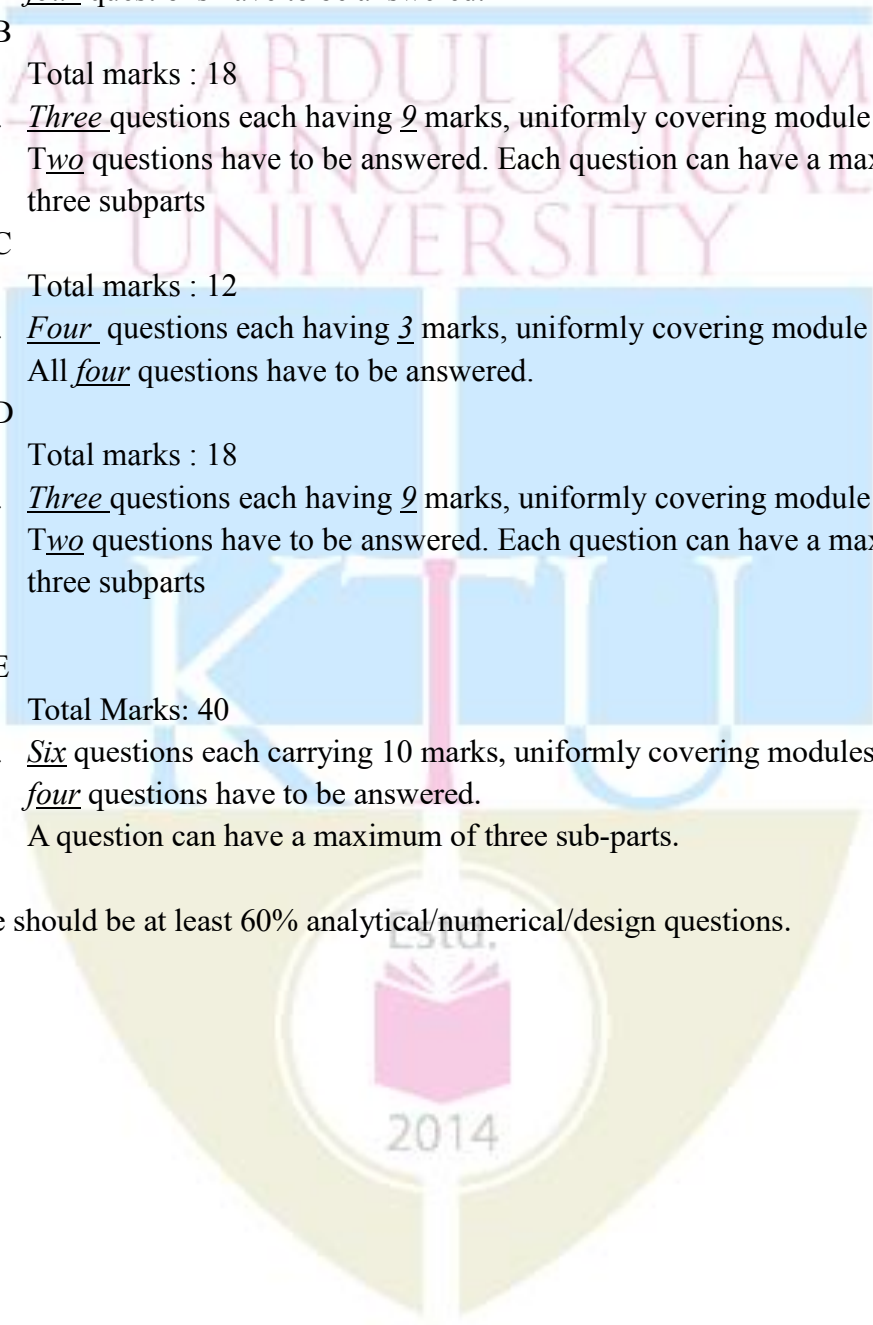 four questions have to be answered.
B
API ABDUL KALAM
Total marks : 18
Three questions each having 9 marks, uniformly covering module
TECHNOLOGICAL
Two questions have to be answered. Each question can have a max
three subparts
UNIVERSITY
C
Total marks : 12
Four questions each having 3 marks, uniformly covering module
All four questions have to be answered.
D
Total marks : 18
Three questions each having 9 marks, uniformly covering module
Two questions have to be answered. Each question can have a max
three subparts
KTU
E
Total Marks: 40
Six questions each carrying 10 marks, uniformly covering modules
four questions have to be answered.
A question can have a maximum of three sub-parts.
e should be at least 60% analytical/numerical/design questions.
Estd.
2014